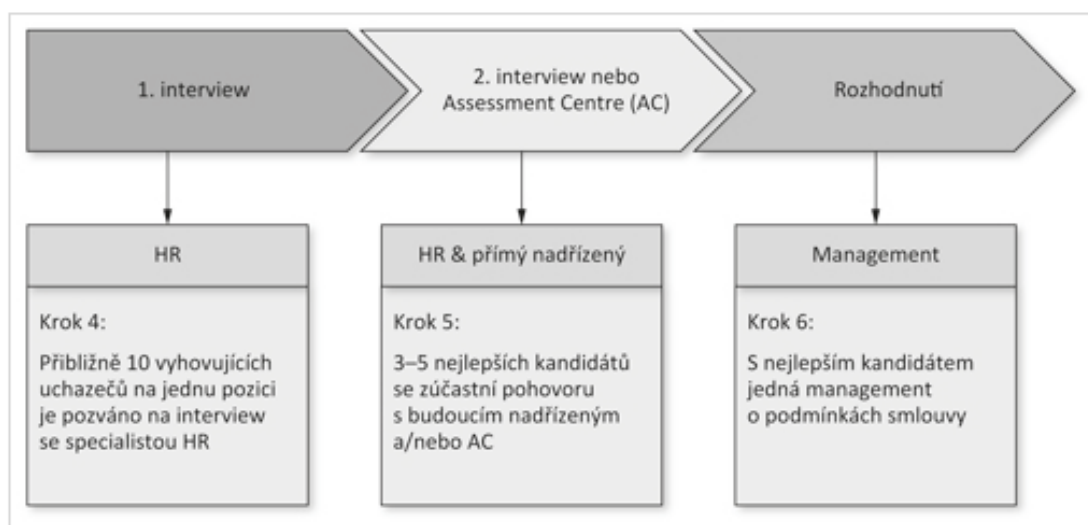 1. interview
2. interview nebo
Assessment Centre (AC)
Rozhodnutí
HR
Krok 4:
Přibližně 10 vyhovujících
uchazečů na jednu pozici
je pozváno na interview
se specialistou HR
HR & přímý nadřízený
Krok 5:
3–5 nejlepších kandidátů
se zúčastní pohovoru
s budoucím nadřízeným
a/nebo AC
Management
Krok 6:
S nejlepším kandidátem
jedná management
o podmínkách smlouvy